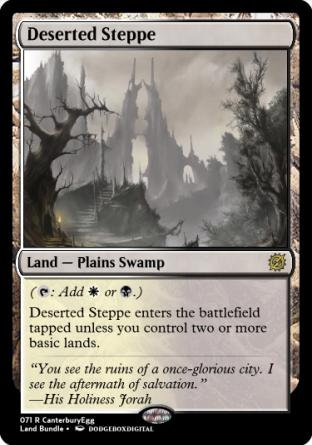 Deserted Steppe
Land — Plains Swamp
(: Add or .)
Deserted Steppe enters the battlefield
tapped unless you control two or more
basic lands.
“You see the ruins of a once-glorious city. I
see the aftermath of salvation.”
—His Holiness Jorah
071 R CanterburyEgg
Land Bundle • DODGEBOXDIGITAL